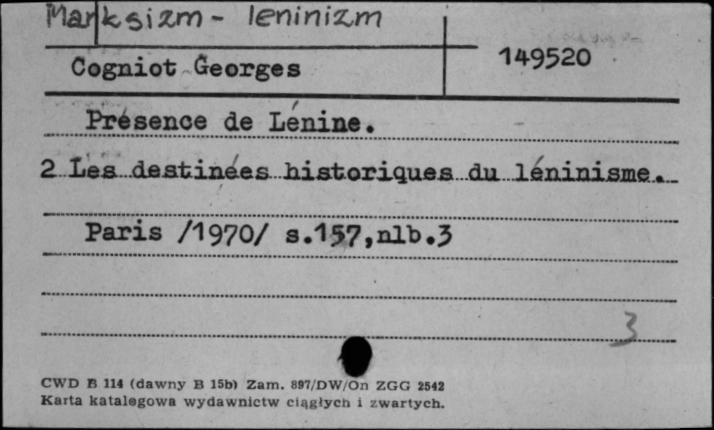 Marksizm - leninizm
Cogniot Georges
149520
Présence de Lénine.
2 Les destinées historiques du léninisme.
Paris /1970/ s.157,nlb.3
3
CWD B 114 (dawny B 15b) Zam. 897/DW/On ZGG 2542
Karta katalogowa wydawnictw ciągłych i zwartych.